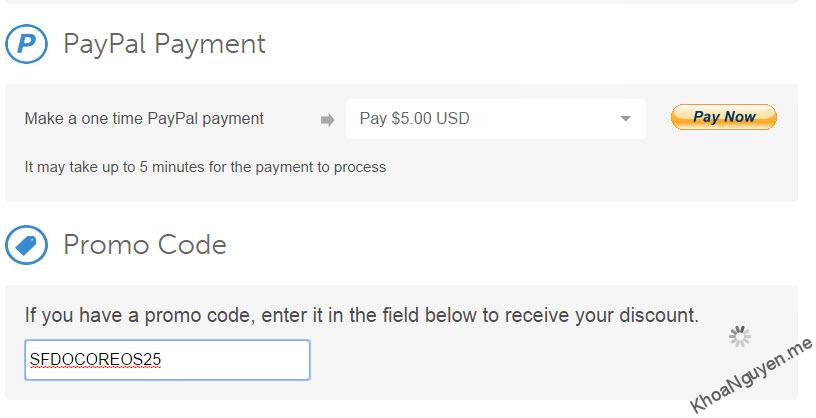 PayPal Payment
Make a one time PayPal payment
Pay $5.00 USD
Pay Now
It may take up to 5 minutes for the payment to process
Promo Code
If you have a promo code, enter it in the field below to receive your discount.
SFDOCOREOS25
KhoaNguyen.me